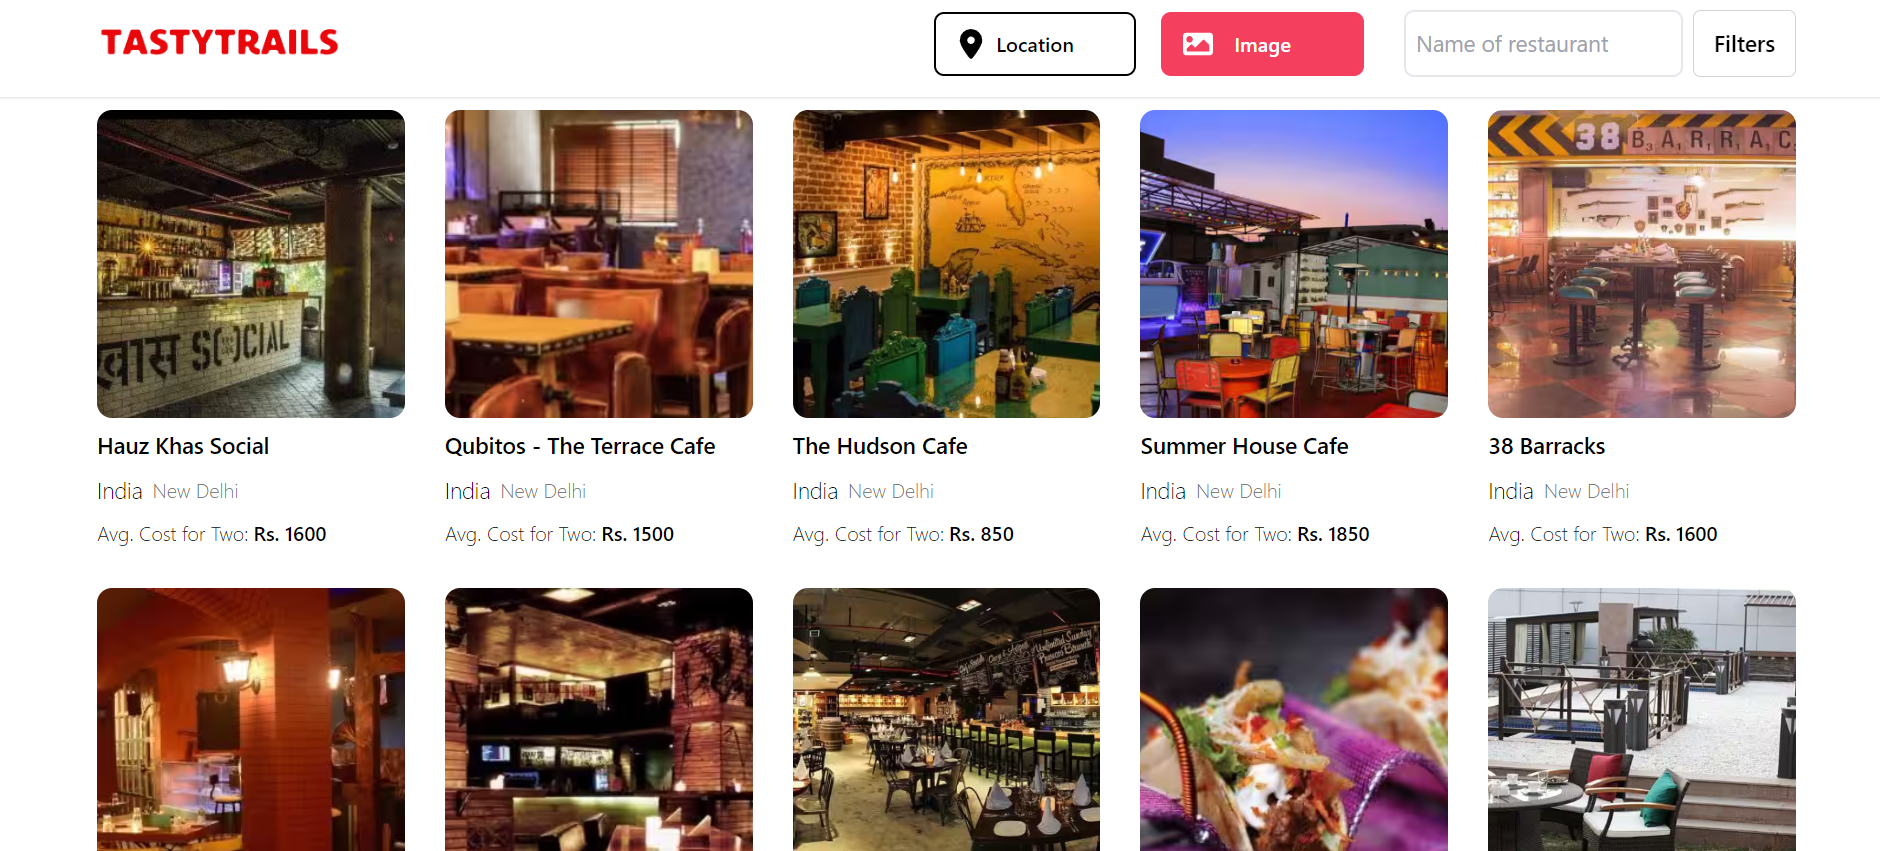 TASTYTRAILS
Location
Image
Name of restaurant
Filters
ख़ास SOCIAL
38 BARRAC
Hauz Khas Social
Qubitos - The Terrace Cafe
The Hudson Cafe
Summer House Cafe
38 Barracks
India New Delhi
India New Delhi
India New Delhi
India New Delhi
India New Delhi
Avg. Cost for Two: Rs. 1600
Avg. Cost for Two: Rs. 1500
Avg. Cost for Two: Rs. 850
Avg. Cost for Two: Rs. 1850
Avg. Cost for Two: Rs. 1600
Unlimited Sunday
Prosecco Brunch